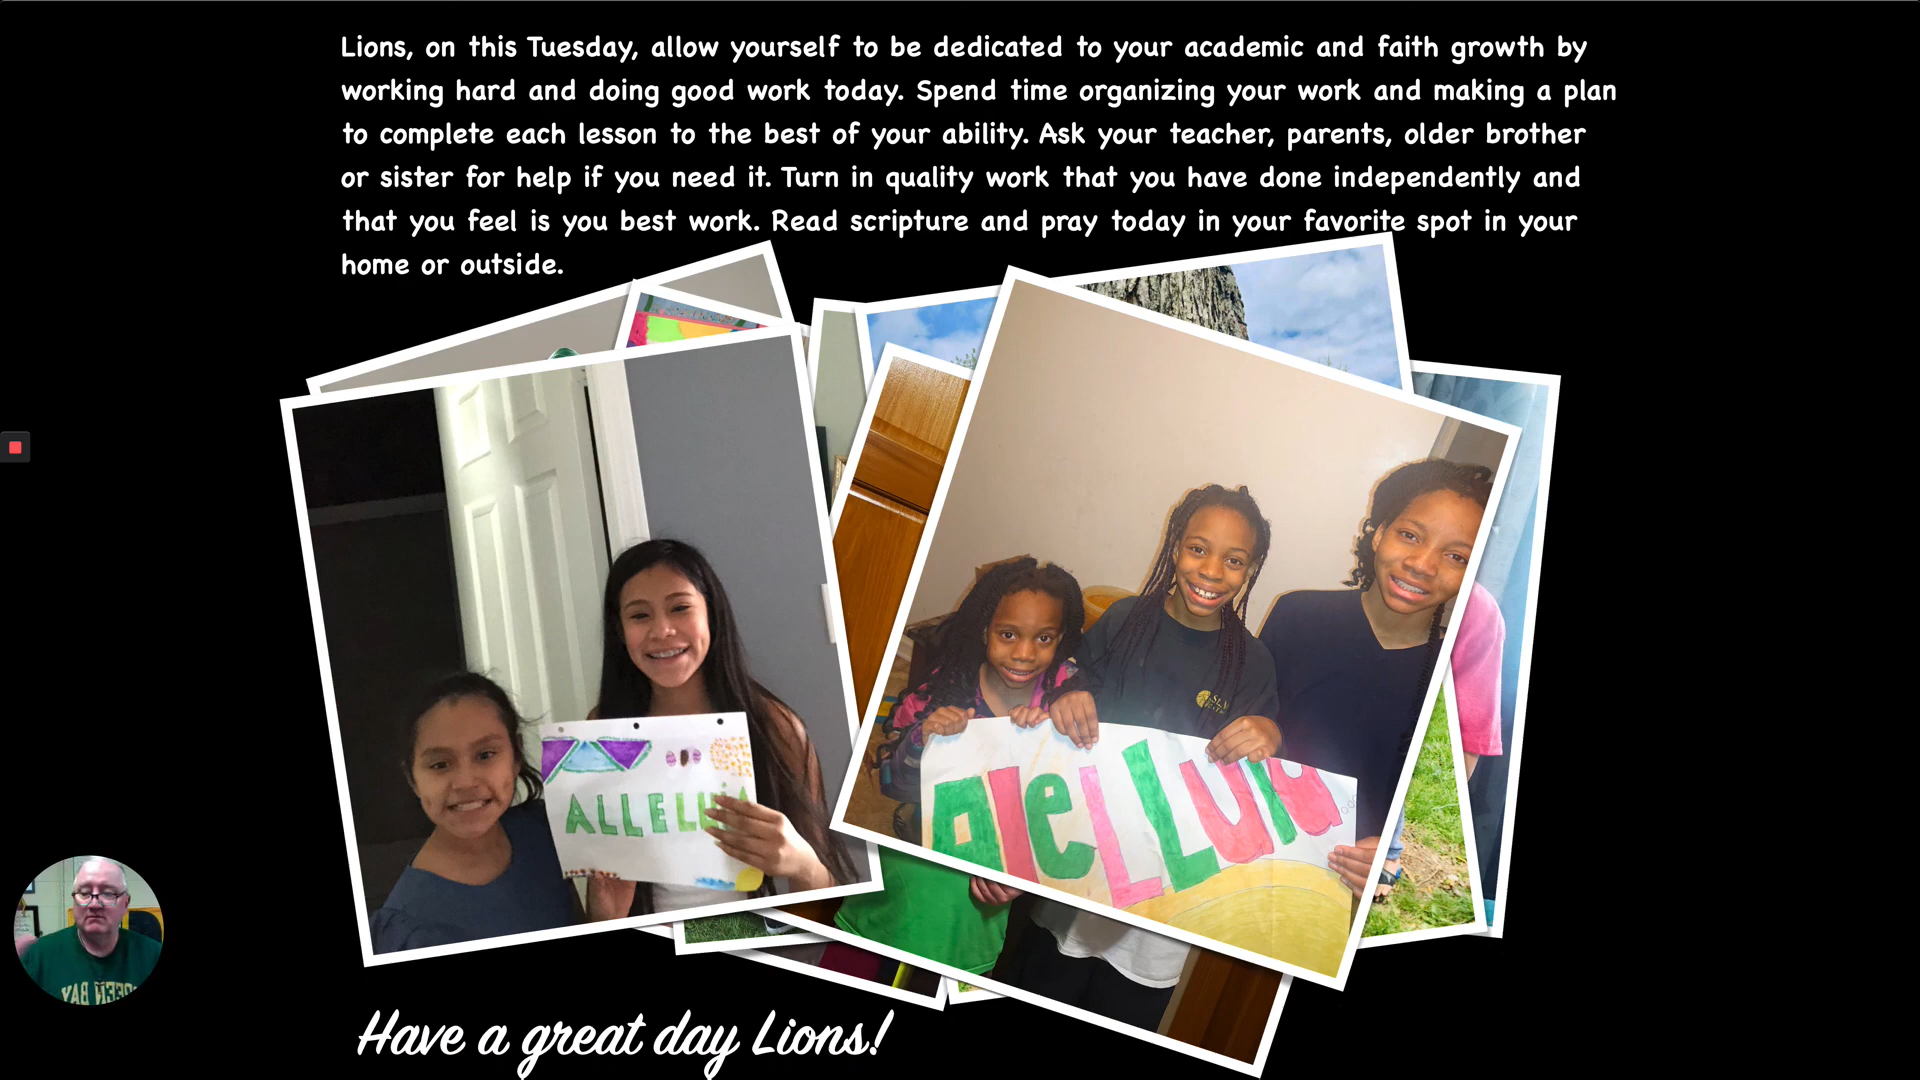 Lions, on this Tuesday, allow yourself to be dedicated to your academic and faith growth by
working hard and doing good work today. Spend time organizing your work and making a plan
to complete each lesson to the best of your ability. Ask your teacher, parents, older brother
or sister for help if you need it. Turn in quality work that you have done independently and
that you feel is you best work. Read scripture and pray today in your favorite spot in your
home or outside.
ALLELUIA
AleLLUIa
Have a great day Lions!